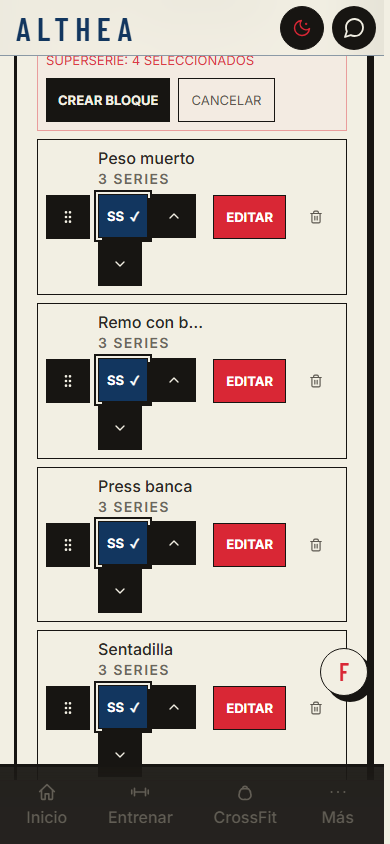 ALTHEA
SUPERSERIE: 4 SELECCIONADOS
CREAR BLOQUE CANCELAR
Peso muerto
3 SERIES
SS ✓ EDITAR
Remo con b...
3 SERIES
SS ✓ EDITAR
Press banca
3 SERIES
SS ✓ EDITAR
Sentadilla
3 SERIES
SS ✓ EDITAR
F
Inicio Entrenar CrossFit Más